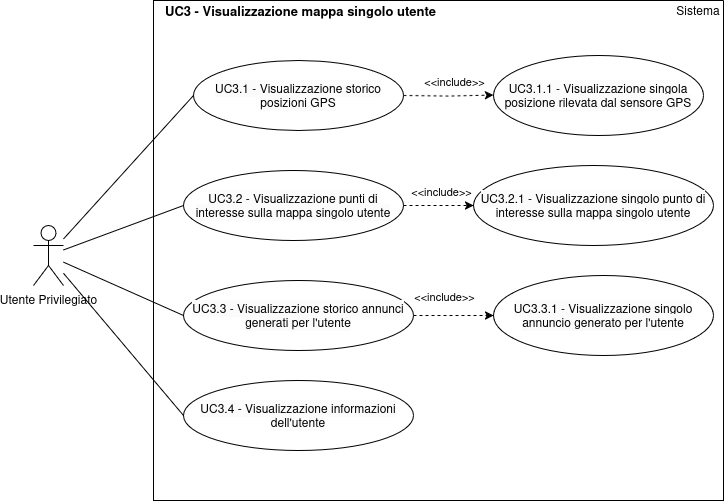 UC3 - Visualizzazione mappa singolo utente
Sistema
UC3.1 - Visualizzazione storico
posizioni GPS
<<include>>
UC3.1.1 - Visualizzazione singola
posizione rilevata dal sensore GPS
UC3.2 - Visualizzazione punti di
interesse sulla mappa singolo utente
<<include>>
UC3.2.1 - Visualizzazione singolo punto di
interesse sulla mappa singolo utente
Utente Privilegiato
UC3.3 - Visualizzazione storico annunci
generati per l'utente
<<include>>
UC3.3.1 - Visualizzazione singolo
annuncio generato per l'utente
UC3.4 - Visualizzazione informazioni
dell'utente